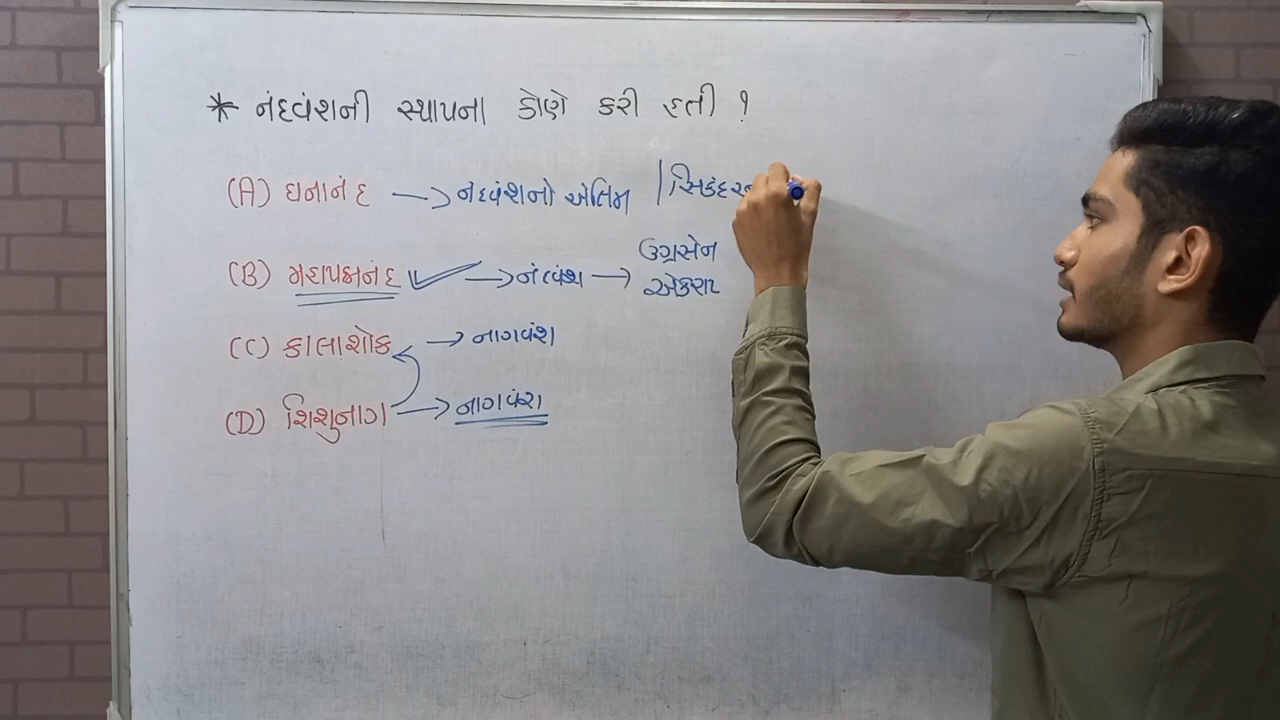 * નંદવંશની સ્થાપના કોણે કરી હતી ?
(A) ઘનાનંદ → નંદવંશનો અંતિમ | સિકંદર
(B) મહાપદ્મનંદ ✓ → નંદવંશ → ઉગ્રસેન
એકરાટ
(C) કાલાશોક → નાગવંશ
(D) શિશુનાગ → નાગવંશ